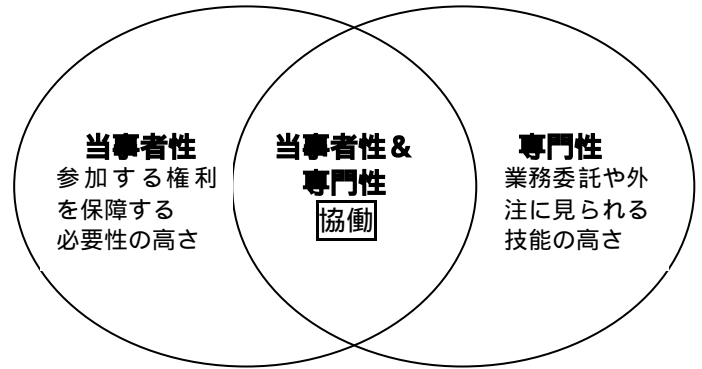 当事者性
参加する権利
を保障する
必要性の高さ
当事者性&
専門性
協働
専門性
業務委託や外
注に見られる
技能の高さ